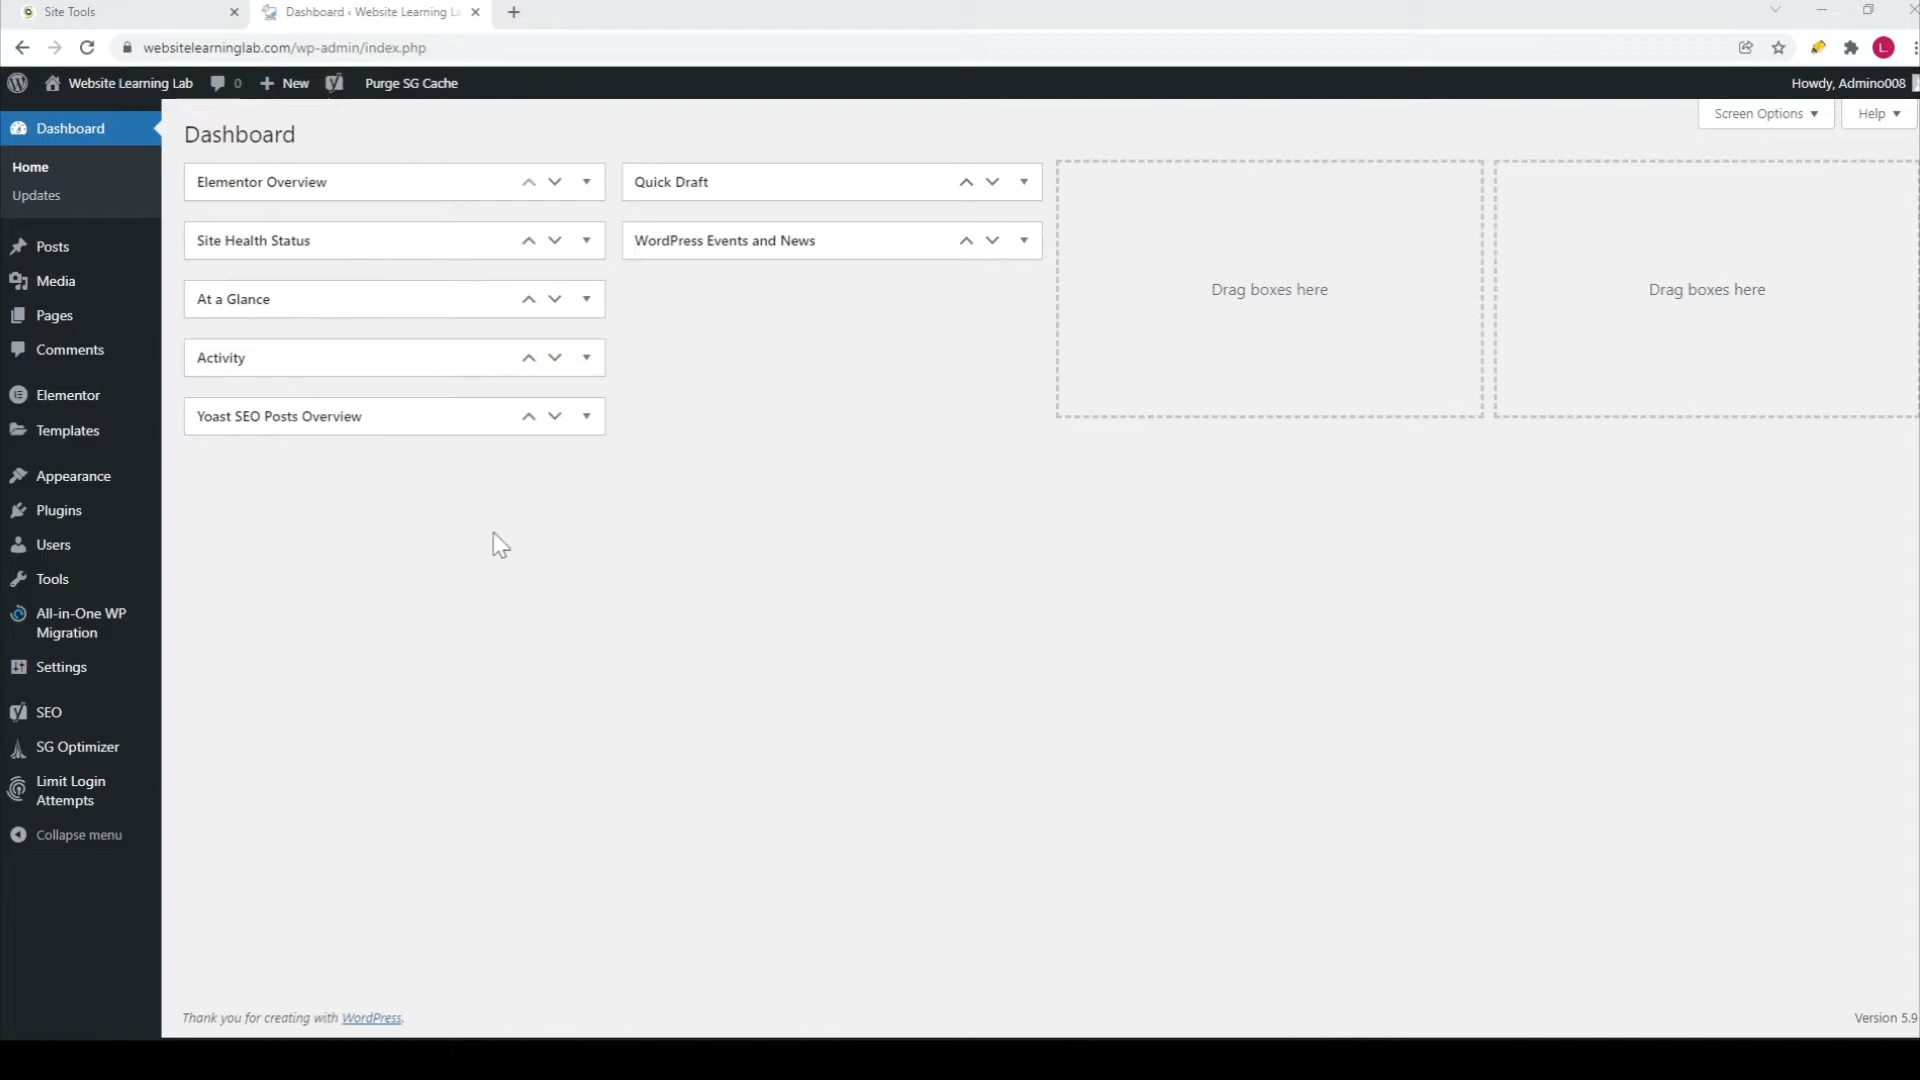 Site Tools
Dashboard ‹ Website Learning La
websitelearninglab.com/wp-admin/index.php
L
Website Learning Lab
0
New
Purge SG Cache
Howdy, Admino008
Screen Options
Help
Dashboard
Home
Updates
Posts
Media
Pages
Comments
Elementor
Templates
Appearance
Plugins
Users
Tools
All-in-One WP
Migration
Settings
SEO
SG Optimizer
Limit Login
Attempts
Collapse menu
Dashboard
Elementor Overview
Site Health Status
At a Glance
Activity
Yoast SEO Posts Overview
Quick Draft
WordPress Events and News
Drag boxes here
Drag boxes here
Thank you for creating with WordPress.
Version 5.9